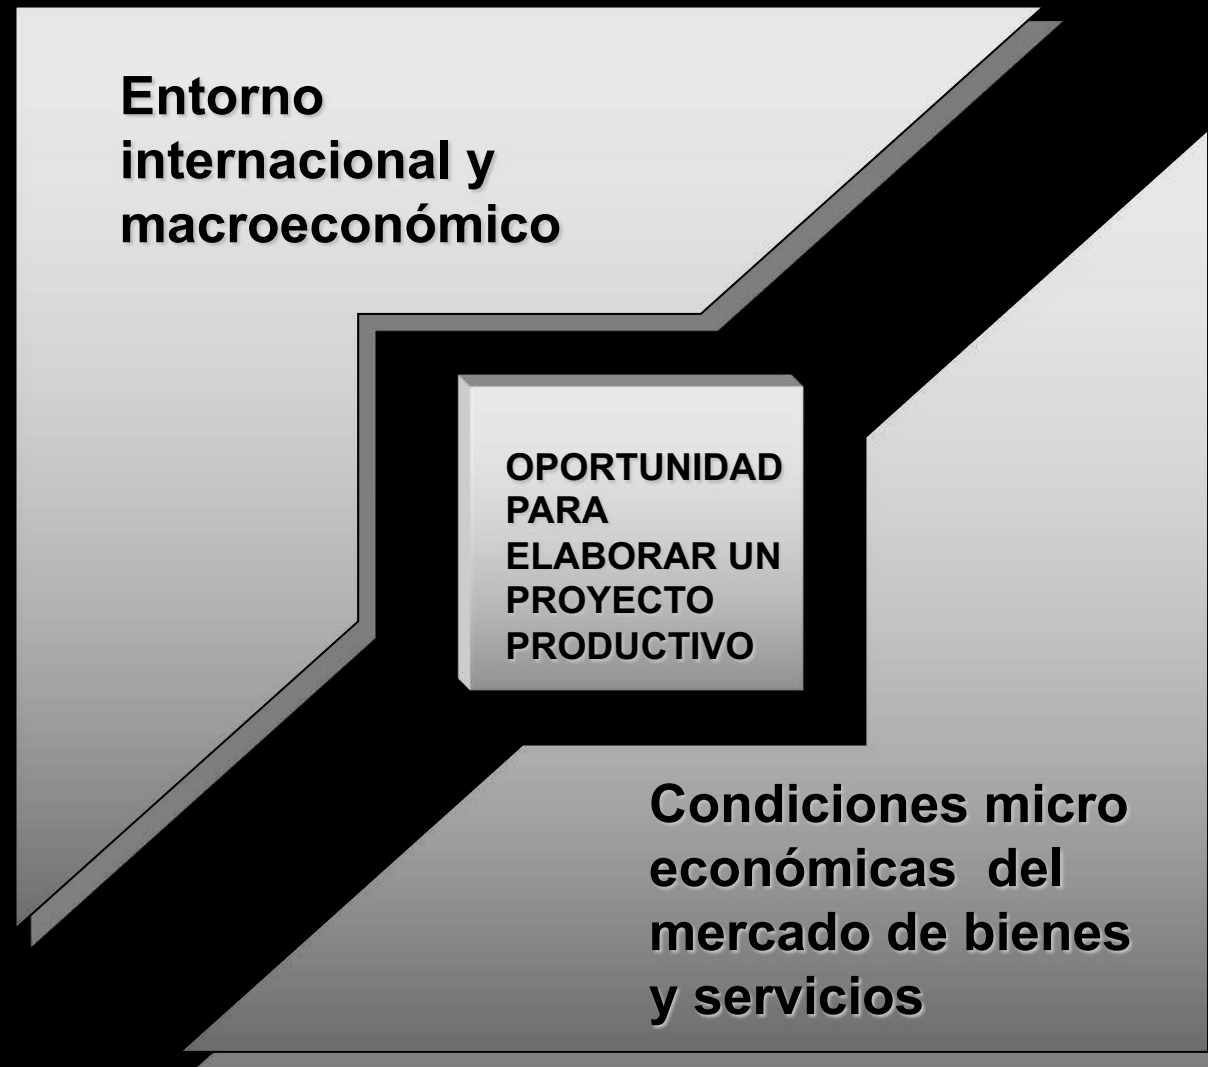 Entorno
internacional y
macroeconómico
OPORTUNIDAD
PARA
ELABORAR UN
PROYECTO
PRODUCTIVO
Condiciones micro
económicas  del
mercado de bienes
y servicios